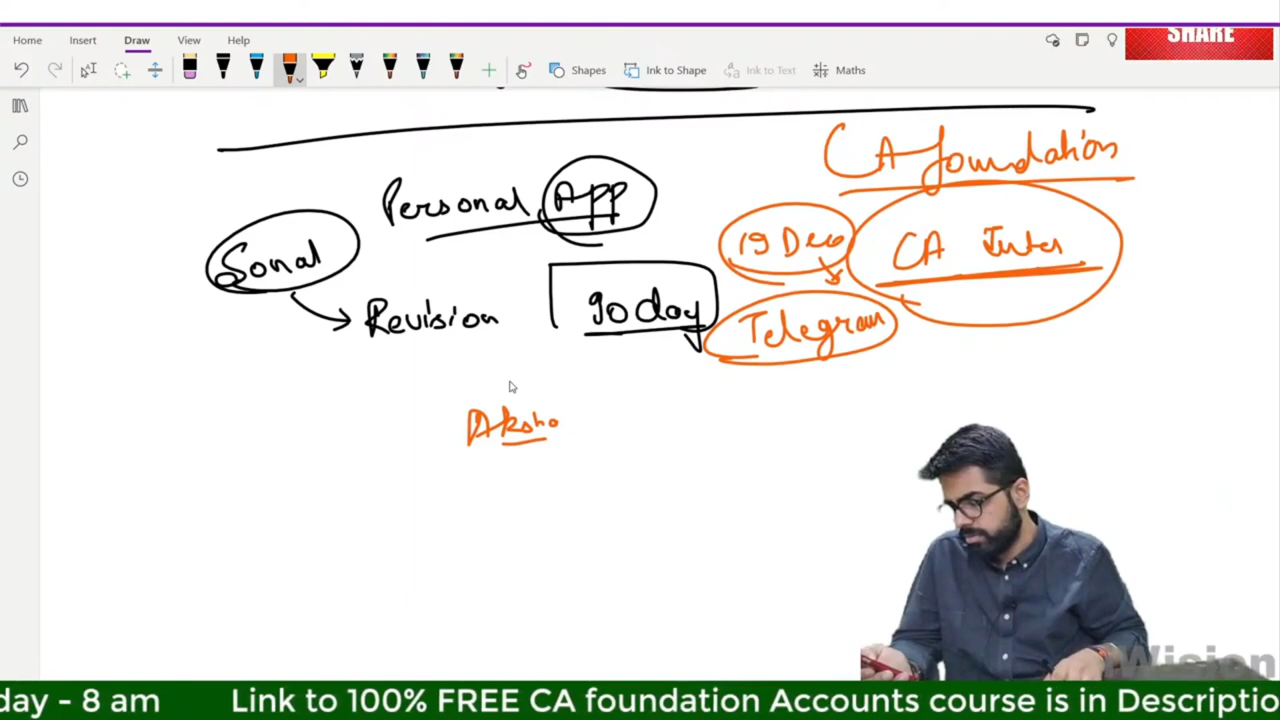 Home Insert Draw View Help
SHARE
Shapes Ink to Shape Ink to Text Maths
CA foundation
Personal App
19 Dec CA Inter
Sonal
Revision 90 day Telegram
Aksha
Wision
day - 8 am Link to 100% FREE CA foundation Accounts course is in Descriptio